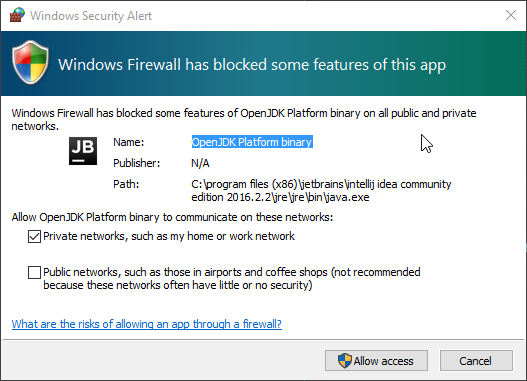 Windows Security Alert
Windows Firewall has blocked some features of this app
Windows Firewall has blocked some features of OpenJDK Platform binary on all public and private
networks.
JB
Name: OpenJDK Platform binary
Publisher: N/A
Path: C:\program files (x86)\jetbrains\intellij idea community
edition 2016.2.2\jre\jre\bin\java.exe
Allow OpenJDK Platform binary to communicate on these networks:
Private networks, such as my home or work network
Public networks, such as those in airports and coffee shops (not recommended
because these networks often have little or no security)
What are the risks of allowing an app through a firewall?
Allow access Cancel